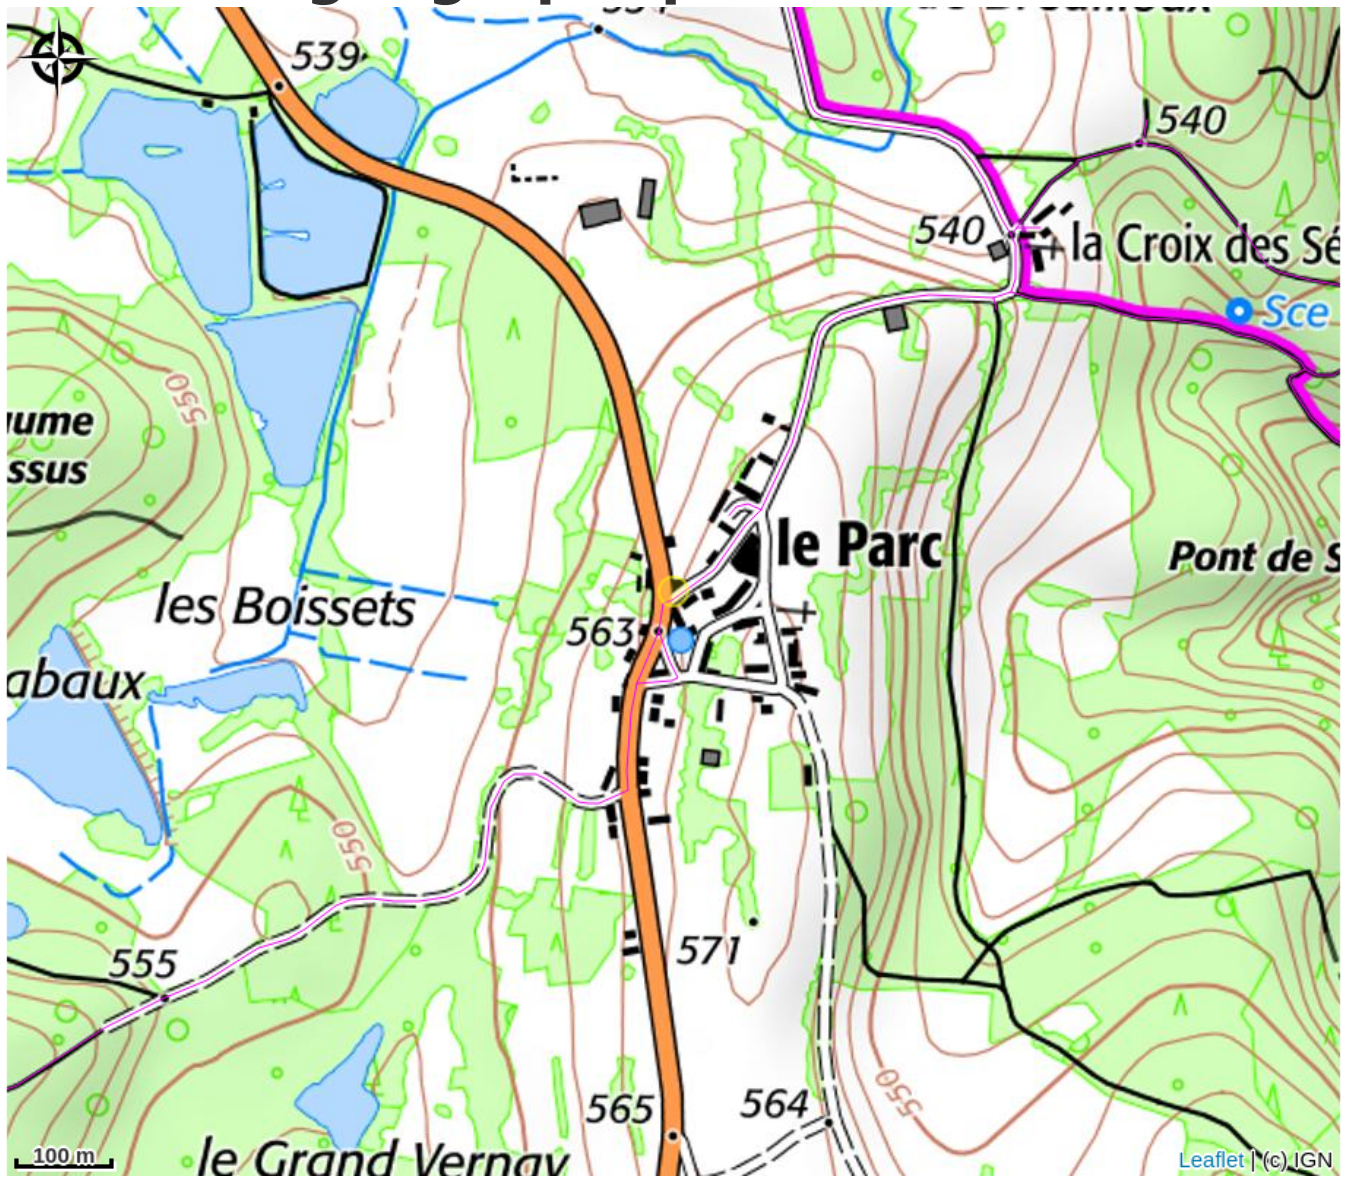 539
540
540
la Croix des Sé
Sce
550
ume
ssus
le Parc
Pont de S
les Boissets
563
abaux
550
571
555
550
565
564
le Grand Vernay
100 m
Leaflet | (c) IGN